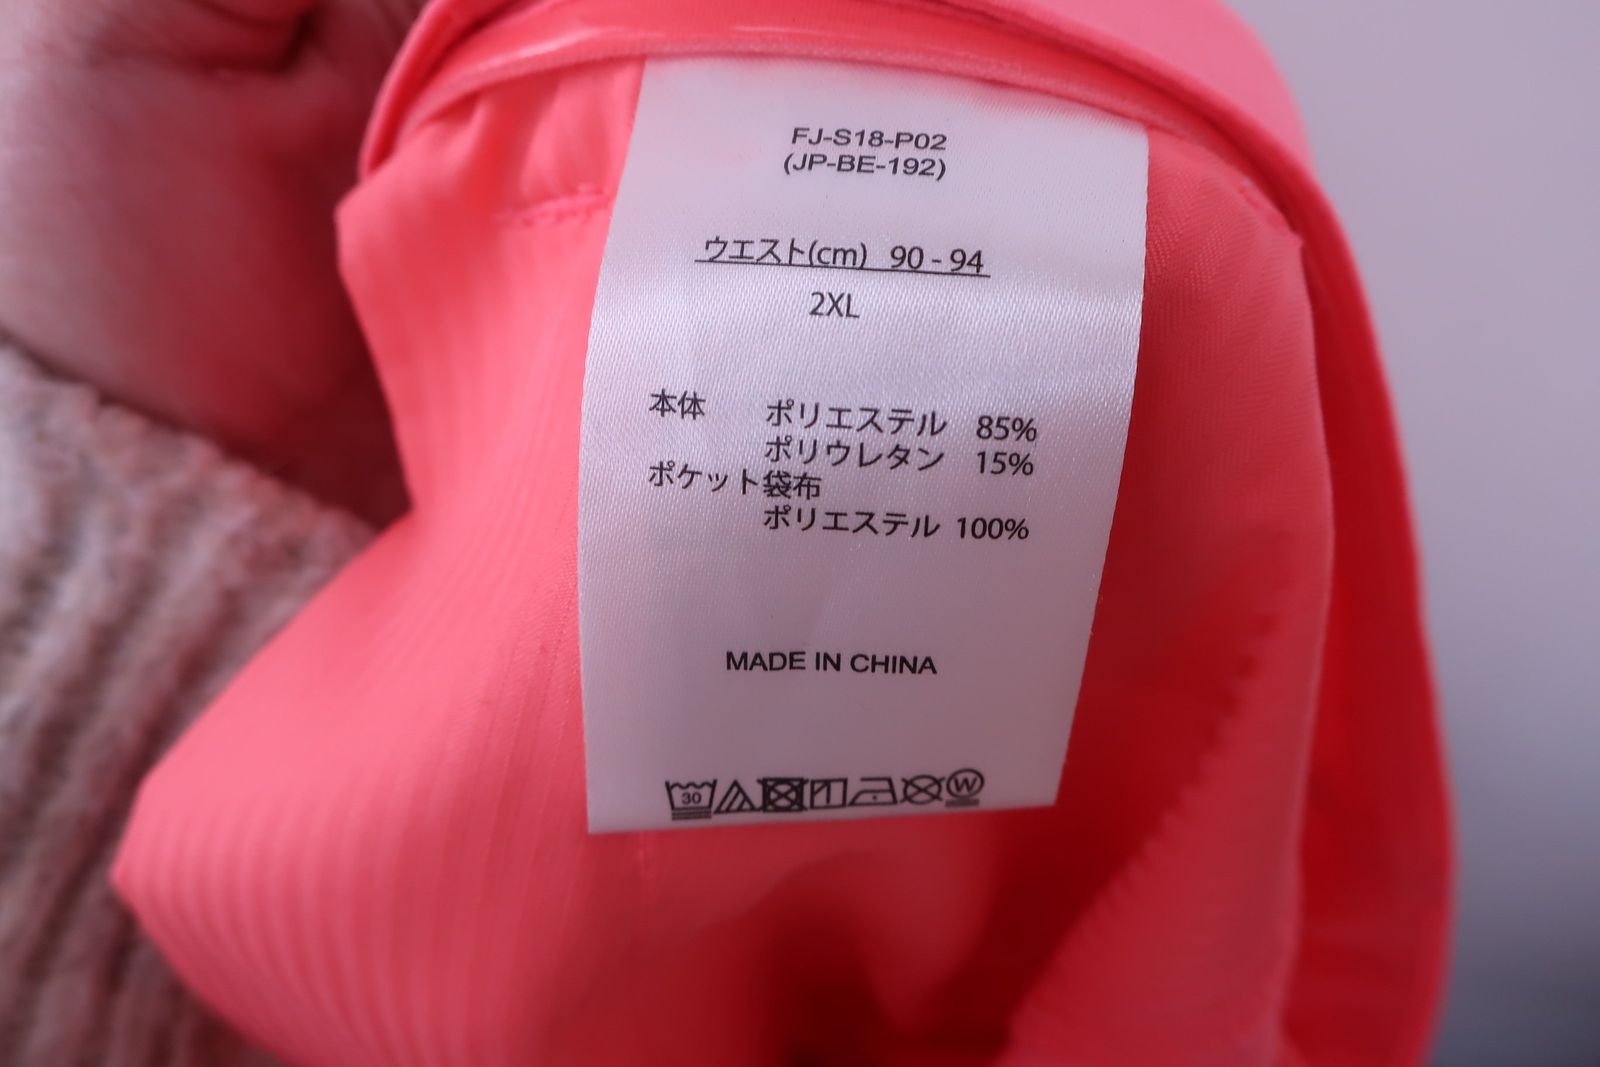 FJ-S18-P02
(JP-BE-192)
ウエスト(cm) 90 - 94
2XL
本体 ポリエステル 85%
ポリウレタン 15%
ポケット袋布
ポリエステル 100%
MADE IN CHINA
30 W